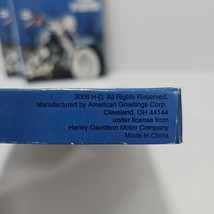 2006 H-D. All Rights Reserved.
Manufactured by American Greetings Corp.
Cleveland, OH 44144
under license from
Harley-Davidson Motor Company
Made in China